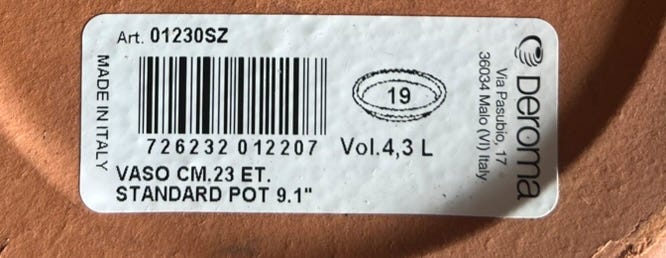 Art. 01230SZ
MADE IN ITALY
726232 012207
19
Vol.4,3 L
VASO CM.23 ET.
STANDARD POT 9.1"
Deroma
Via Pasubio, 17
36034 Malo (VI) Italy